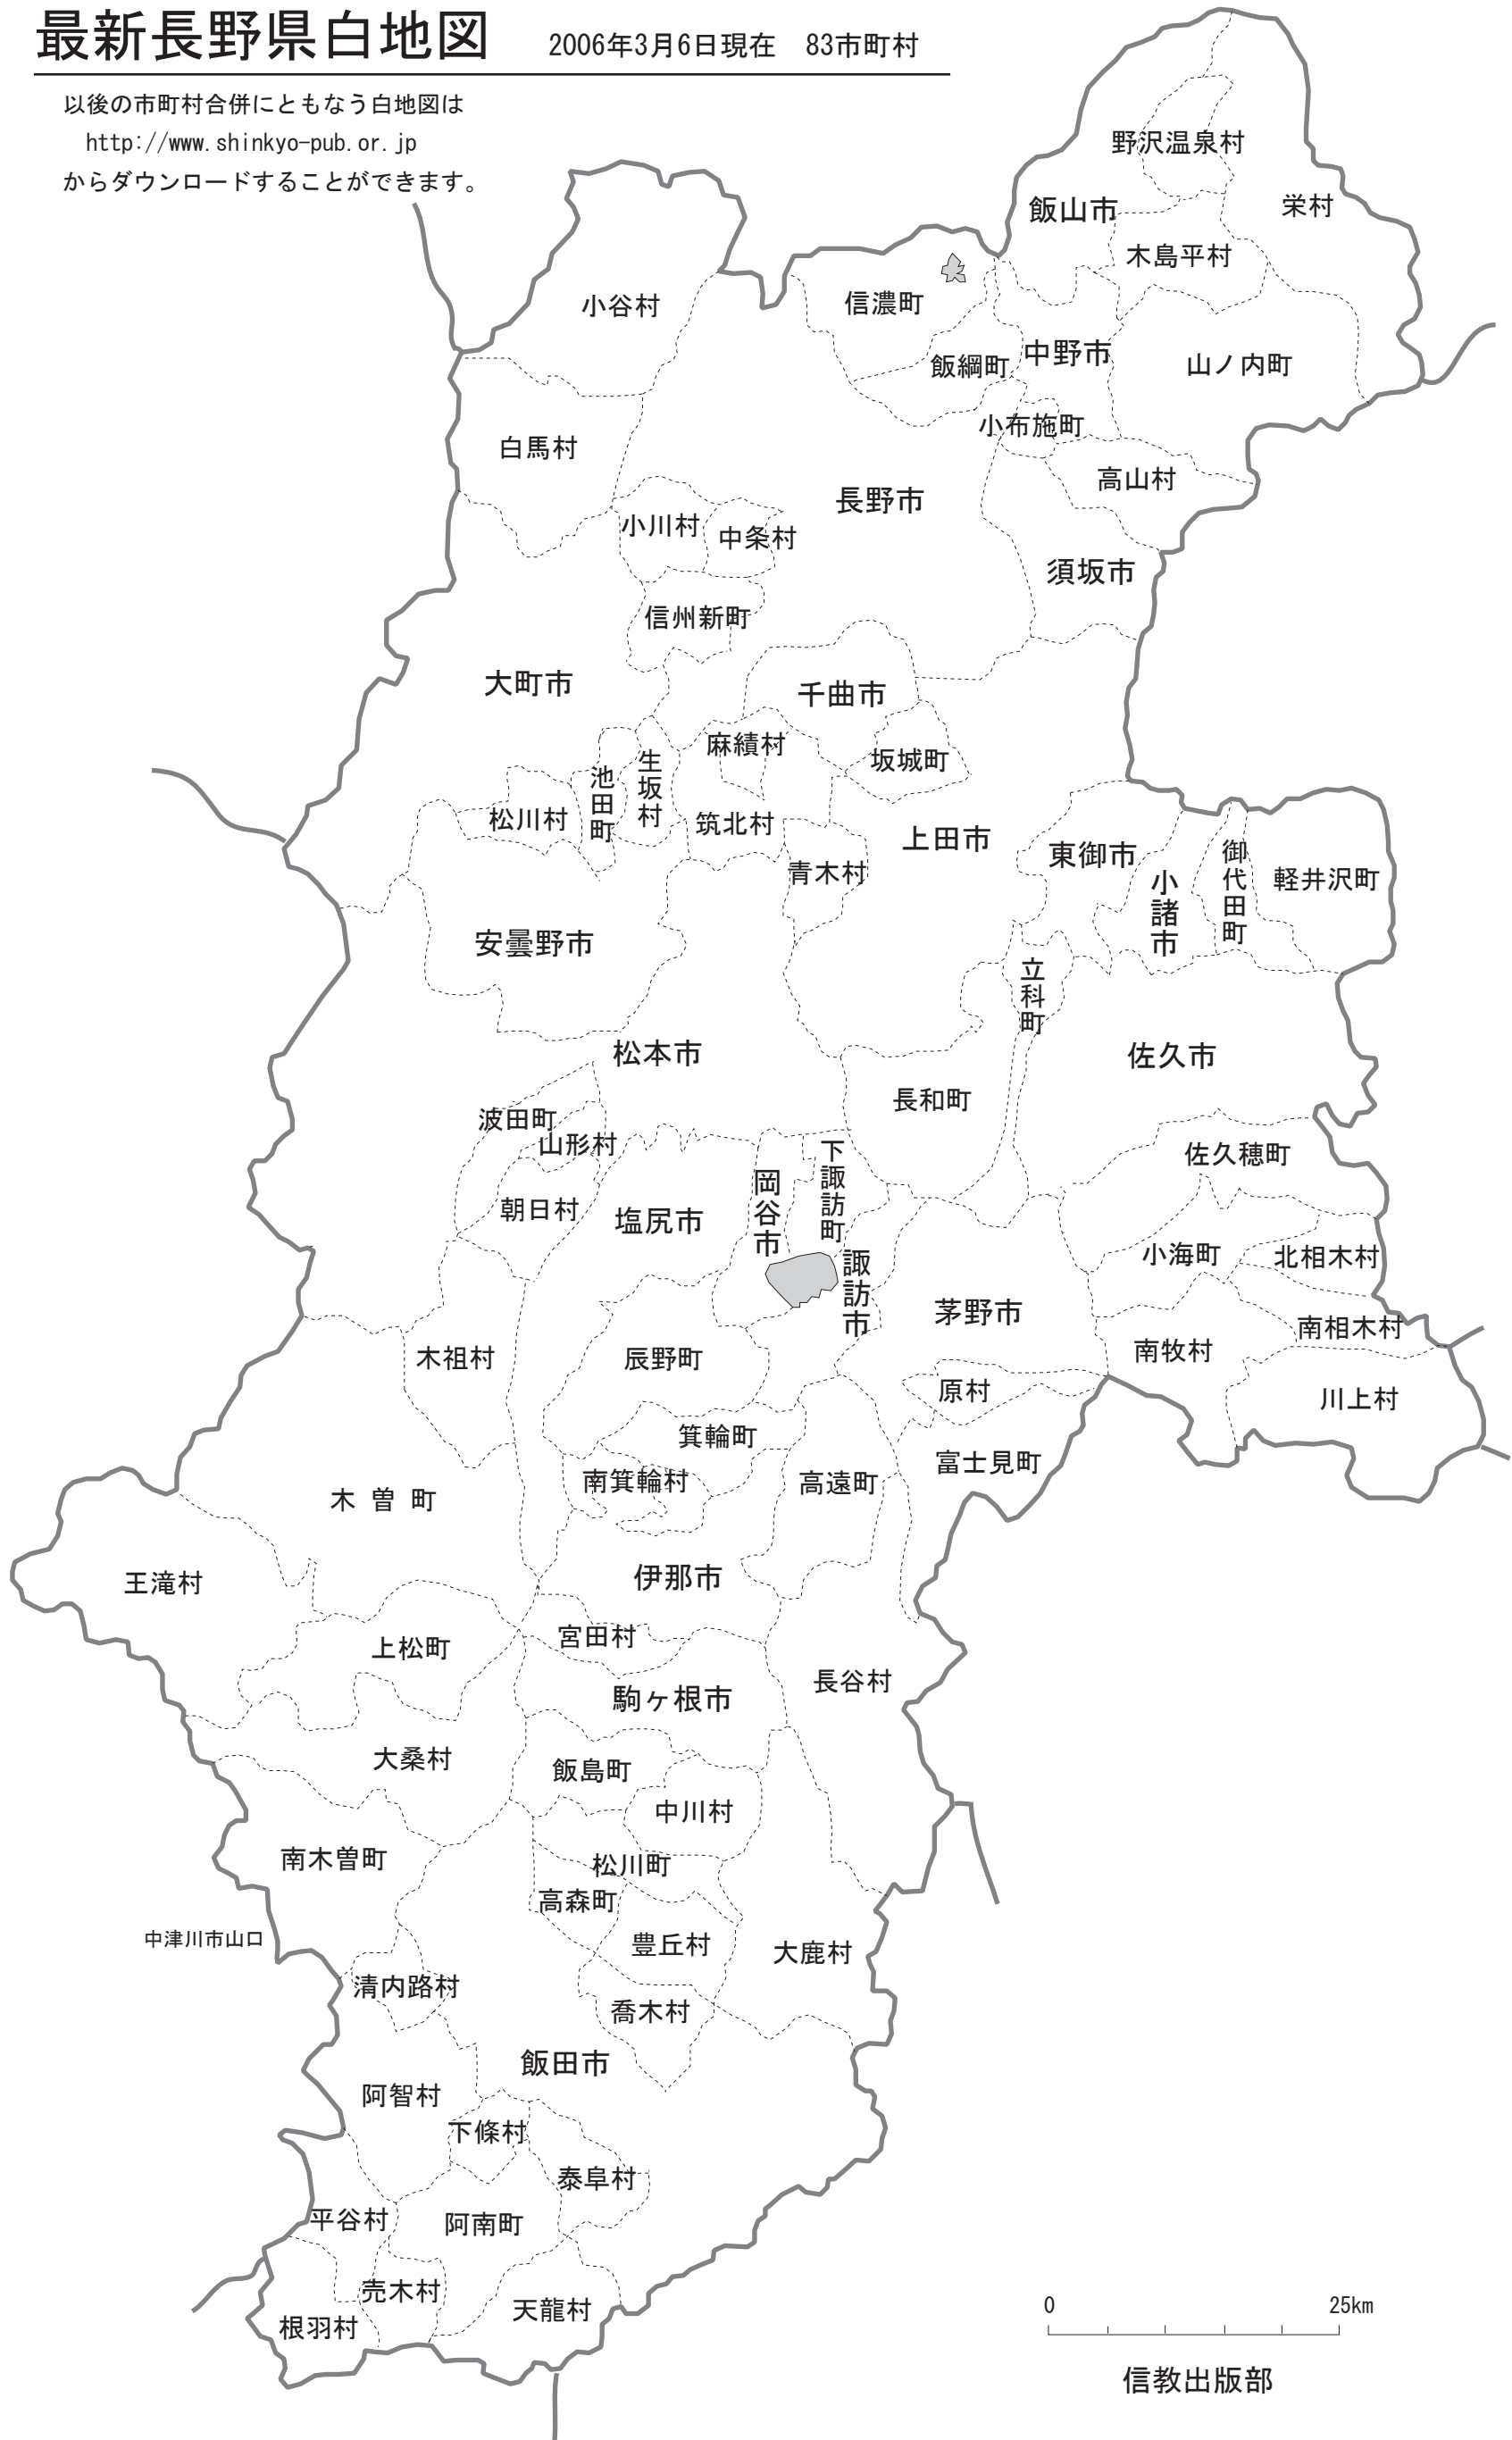 最新長野県白地図
2006年3月6日現在　83市町村
以後の市町村合併にともなう白地図は
http://www.shinkyo-pub.or.jp
からダウンロードすることができます。
野沢温泉村
飯山市
栄村
木島平村
小谷村
信濃町
中野市
飯綱町
山ノ内町
小布施町
白馬村
高山村
長野市
小川村
中条村
須坂市
信州新町
大町市
千曲市
麻績村
坂城町
生坂村
池田町
松川村
筑北村
上田市
東御市
御代田町
小諸市
軽井沢町
青木村
安曇野市
立科町
松本市
佐久市
長和町
波田町
山形村
下諏訪町
佐久穂町
岡谷市
朝日村
塩尻市
小海町
北相木村
諏訪市
茅野市
南相木村
南牧村
木祖村
辰野町
原村
川上村
箕輪町
富士見町
南箕輪村
高遠町
木曽町
伊那市
王滝村
宮田村
上松町
長谷村
駒ヶ根市
大桑村
飯島町
中川村
南木曽町
松川町
高森町
中津川市山口
豊丘村
大鹿村
清内路村
喬木村
飯田市
阿智村
下條村
泰阜村
平谷村
阿南町
売木村
天龍村
根羽村
0
25km
信教出版部